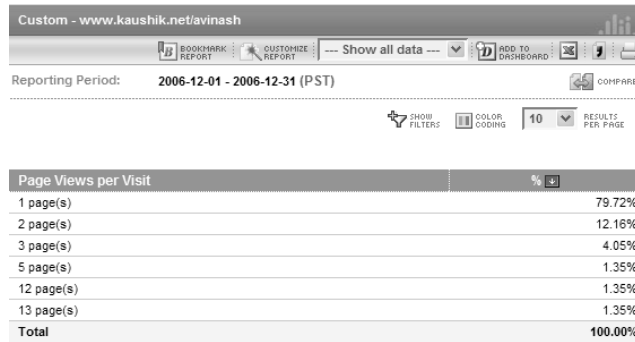 Custom - www.kaushik.net/avinash
BOOKMARK REPORT CUSTOMIZE REPORT --- Show all data --- ADD TO DASHBOARD
Reporting Period: 2006-12-01 - 2006-12-31 (PST) COMPARE
SHOW FILTERS COLOR CODING 10 RESULTS PER PAGE
Page Views per Visit %
1 page(s) 79.72%
2 page(s) 12.16%
3 page(s) 4.05%
5 page(s) 1.35%
12 page(s) 1.35%
13 page(s) 1.35%
Total 100.00%